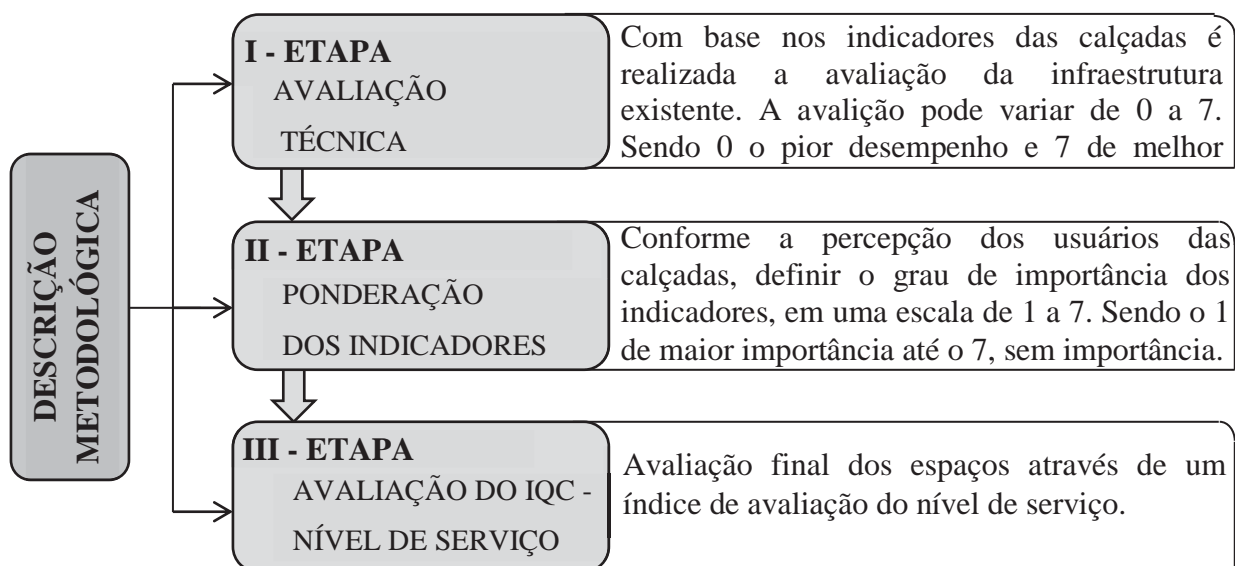 DESCRIÇÃO
METODOLÓGICA
I - ETAPA
AVALIAÇÃO
TÉCNICA
Com base nos indicadores das calçadas é
realizada a avaliação da infraestrutura
existente. A avalição pode variar de 0 a 7.
Sendo 0 o pior desempenho e 7 de melhor
II - ETAPA
PONDERAÇÃO
DOS INDICADORES
Conforme a percepção dos usuários das
calçadas, definir o grau de importância dos
indicadores, em uma escala de 1 a 7. Sendo o 1
de maior importância até o 7, sem importância.
III - ETAPA
AVALIAÇÃO DO IQC -
NÍVEL DE SERVIÇO
Avaliação final dos espaços através de um
índice de avaliação do nível de serviço.